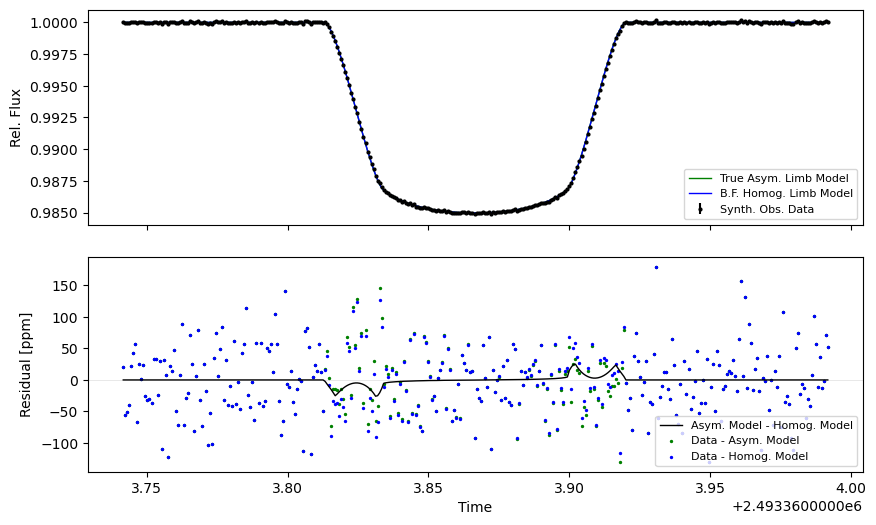 1.0000
0.9975
0.9950
0.9925
0.9900
0.9875
0.9850
Rel. Flux
True Asym. Limb Model
B.F. Homog. Limb Model
Synth. Obs. Data
150
100
50
0
−50
−100
Residual [ppm]
Asym. Model - Homog. Model
Data - Asym. Model
Data - Homog. Model
3.75 3.80 3.85 3.90 3.95 4.00
Time
+2.4933600000e6